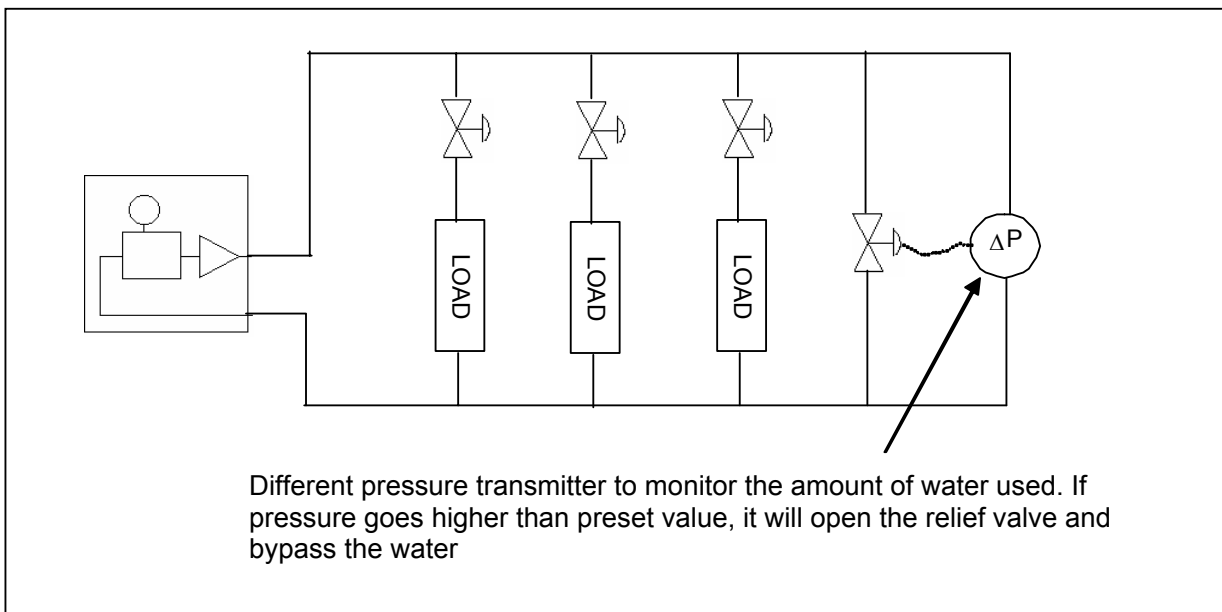 LOAD
LOAD
LOAD
ΔP
Different pressure transmitter to monitor the amount of water used. If
pressure goes higher than preset value, it will open the relief valve and
bypass the water